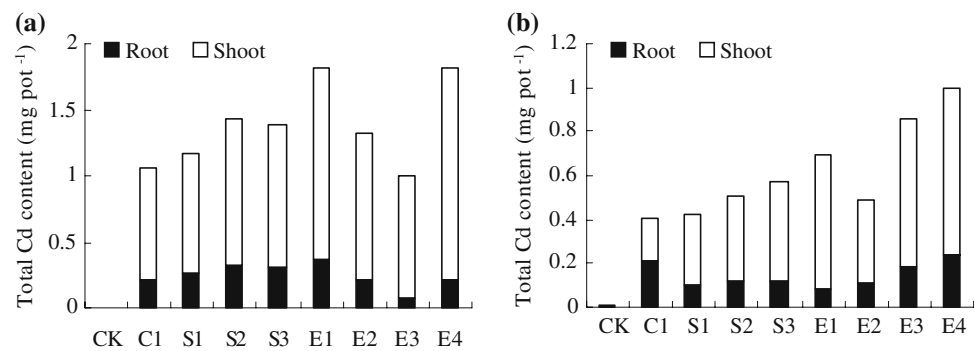 (a)
Root Shoot
Total Cd content (mg pot⁻¹)
2
1.5
1
0.5
0
CK C1 S1 S2 S3 E1 E2 E3 E4
(b)
Root Shoot
Total Cd content (mg pot⁻¹)
1.2
1
0.8
0.6
0.4
0.2
0
CK C1 S1 S2 S3 E1 E2 E3 E4